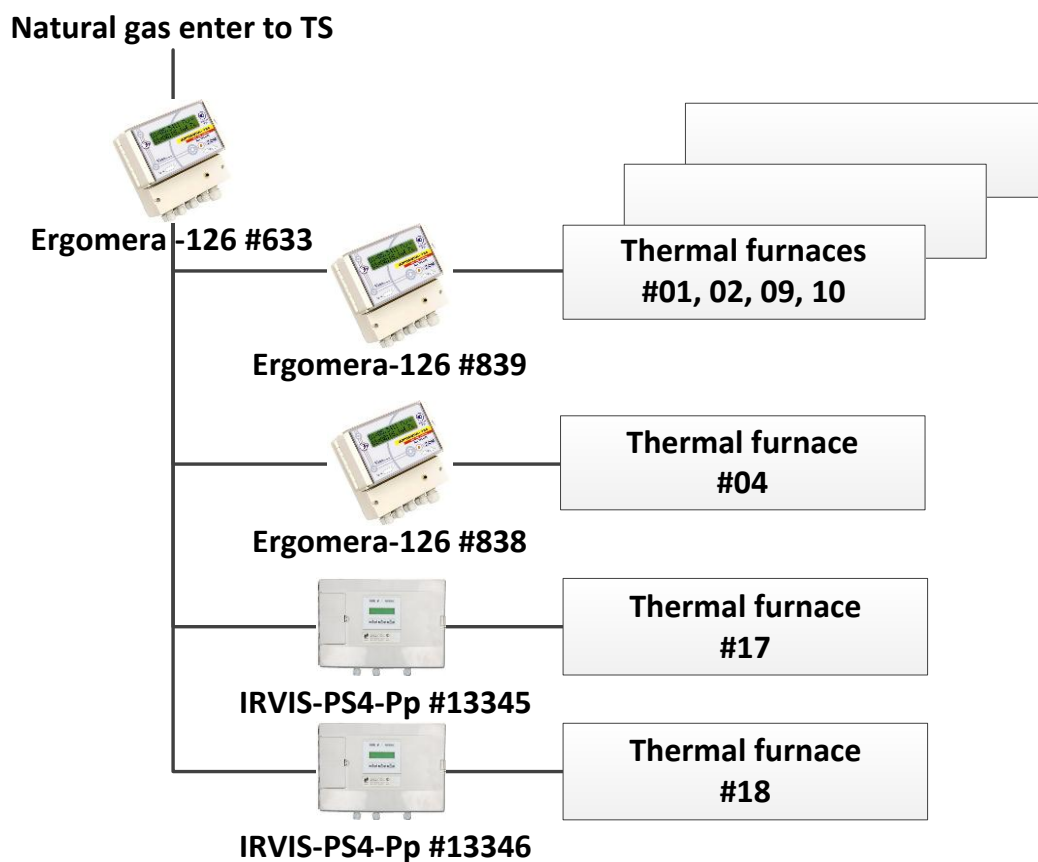 Natural gas enter to TS
Ergomera -126 #633
Thermal furnaces
#01, 02, 09, 10
Ergomera-126 #839
Thermal furnace
#04
Ergomera-126 #838
Thermal furnace
#17
IRVIS-PS4-Pp #13345
Thermal furnace
#18
IRVIS-PS4-Pp #13346